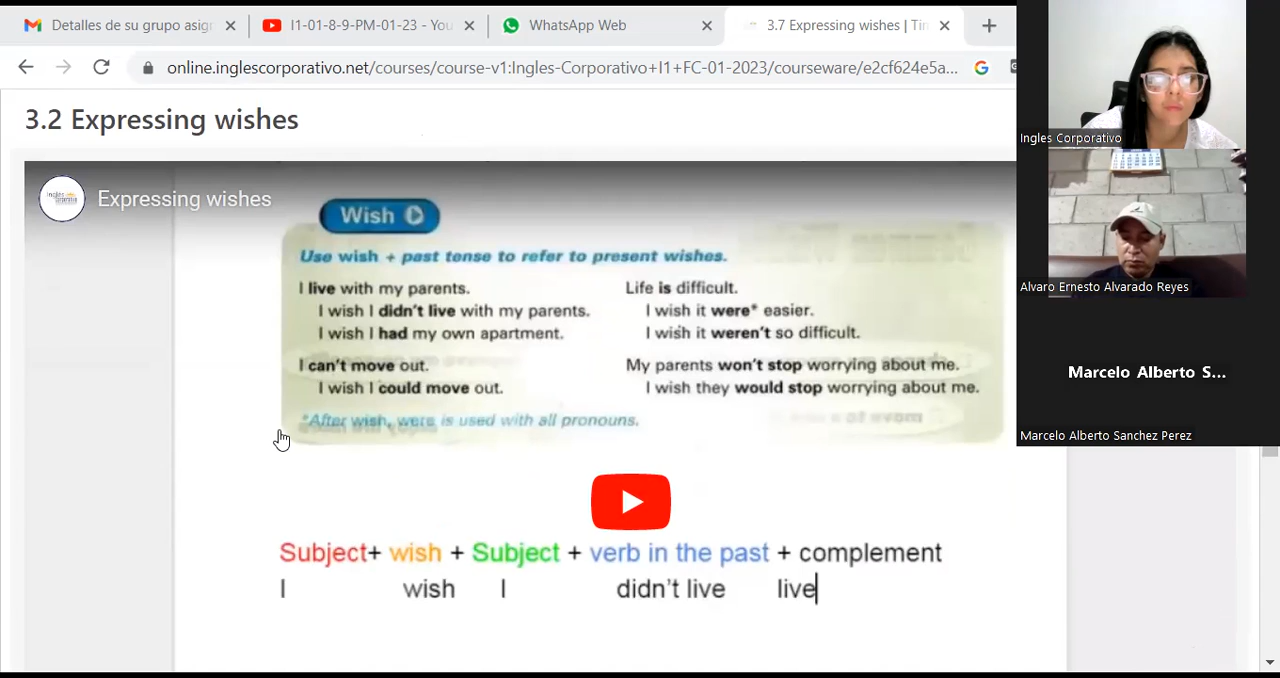 Detalles de su grupo asig
I1-01-8-9-PM-01-23 - You
WhatsApp Web
3.7 Expressing wishes | Tin
online.inglescorporativo.net/courses/course-v1:Ingles-Corporativo+I1+FC-01-2023/courseware/e2cf624e5a...
3.2 Expressing wishes
Expressing wishes
Wish
Use wish + past tense to refer to present wishes.
I live with my parents.
I wish I didn't live with my parents.
I wish I had my own apartment.
I can't move out.
I wish I could move out.
Life is difficult.
I wish it were* easier.
I wish it weren't so difficult.
My parents won't stop worrying about me.
I wish they would stop worrying about me.
*After wish, were is used with all pronouns.
Subject+ wish + Subject + verb in the past + complement
I wish I didn't live live
Ingles Corporativo
Alvaro Ernesto Alvarado Reyes
Marcelo Alberto S...
Marcelo Alberto Sanchez Perez